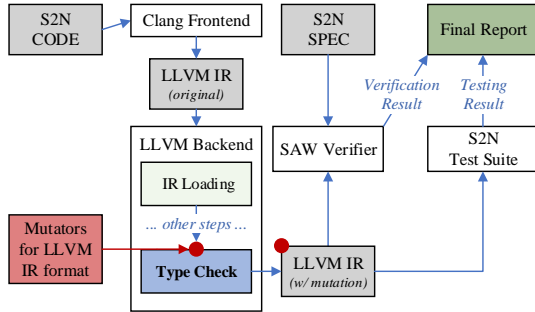 S2N
CODE
Clang Frontend
S2N
SPEC
Final Report
LLVM IR
(original)
Verification
Result
Testing
Result
LLVM Backend
IR Loading
... other steps ...
Type Check
SAW Verifier
S2N
Test Suite
Mutators
for LLVM
IR format
LLVM IR
(w/ mutation)